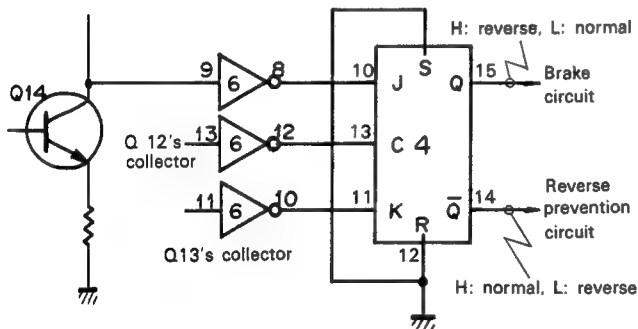 H: reverse, L: normal
Q14
9
6
8
10
J
S
Q
15
Brake
circuit
Q 12's
collector
13
6
12
13
C
4
11
6
10
11
K
R
Q̅
14
Reverse
prevention
circuit
Q13's collector
12
H: normal, L: reverse